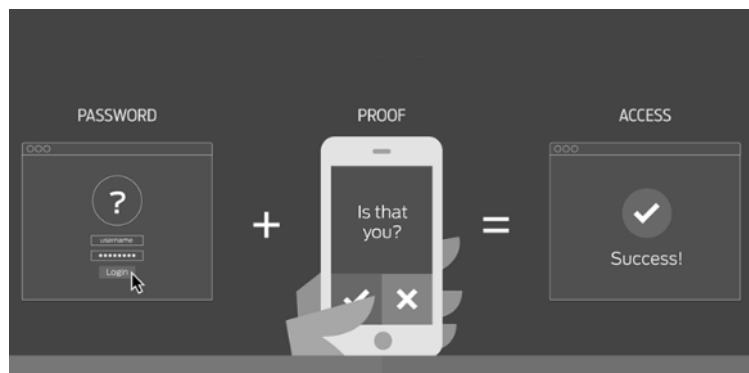 PASSWORD
PROOF
ACCESS
?
username
Login
+
Is that
you?
=
Success!